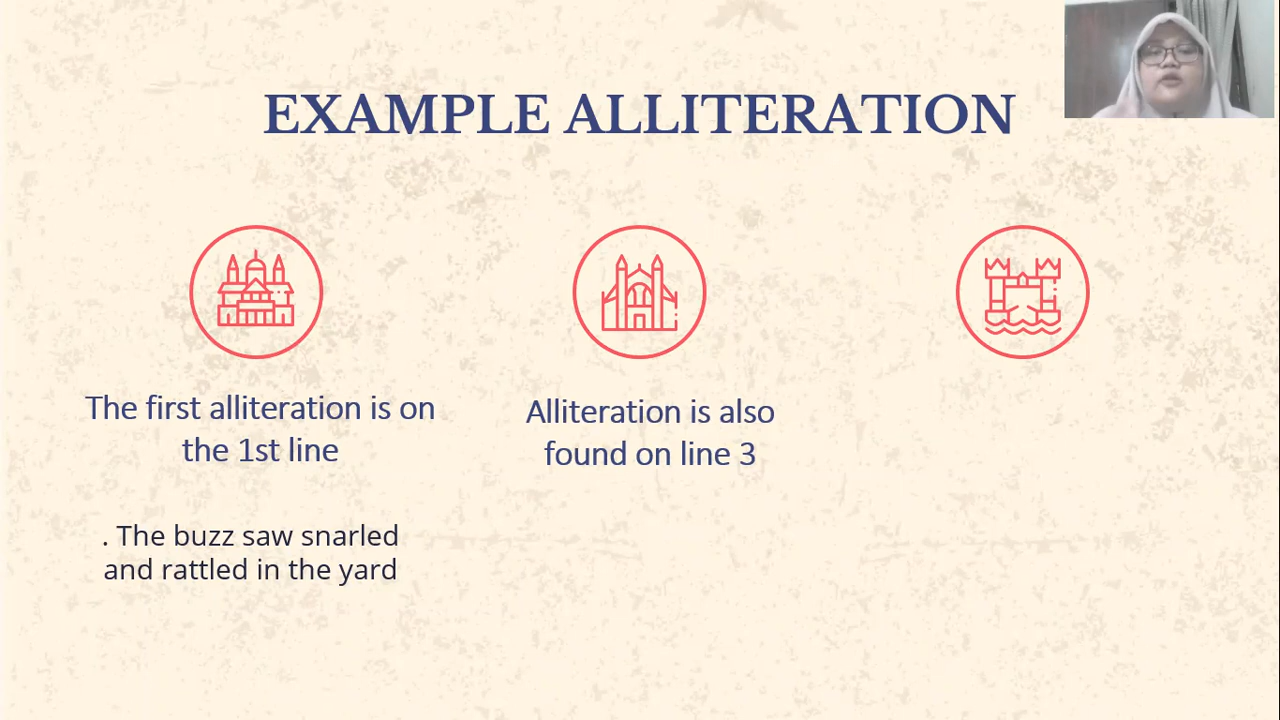 EXAMPLE ALLITERATION
The first alliteration is on
the 1st line
Alliteration is also
found on line 3
. The buzz saw snarled
and rattled in the yard